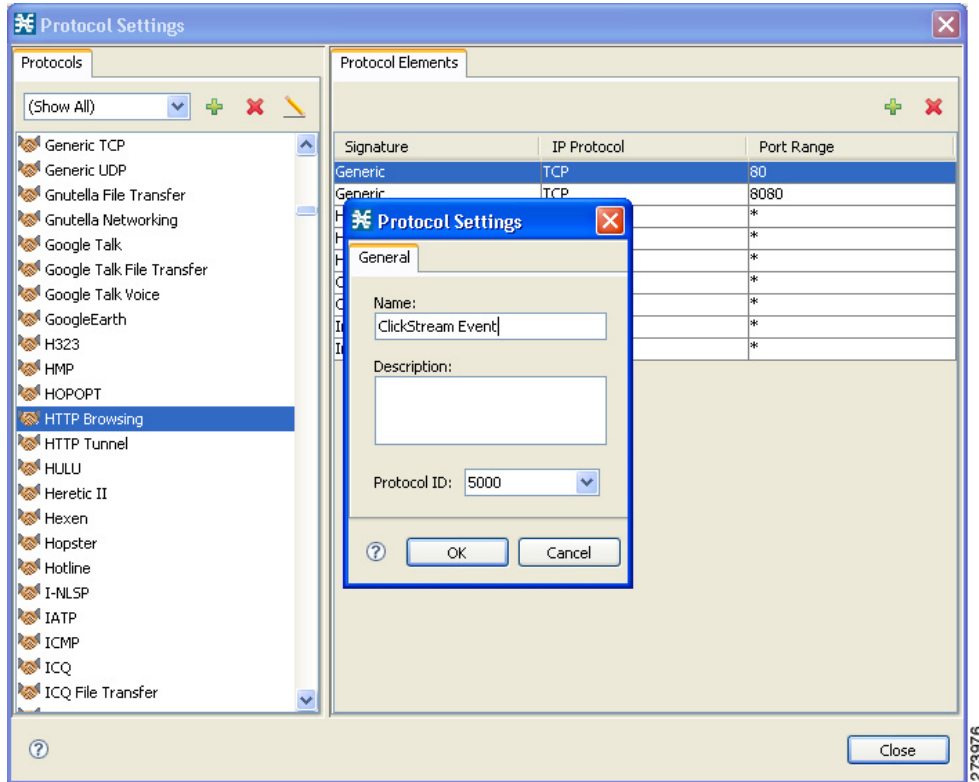 Protocol Settings
Protocols
(Show All)
Generic TCP
Generic UDP
Gnutella File Transfer
Gnutella Networking
Google Talk
Google Talk File Transfer
Google Talk Voice
GoogleEarth
H323
HMP
HOPOPT
HTTP Browsing
HTTP Tunnel
HULU
Heretic II
Hexen
Hopster
Hotline
I-NLSP
IATP
ICMP
ICQ
ICQ File Transfer
Protocol Elements
Signature IP Protocol Port Range
Generic TCP 80
Generic TCP 8080
*
*
*
*
*
*
*
Protocol Settings
General
Name:
ClickStream Event
Description:
Protocol ID: 5000
OK Cancel
Close
273976